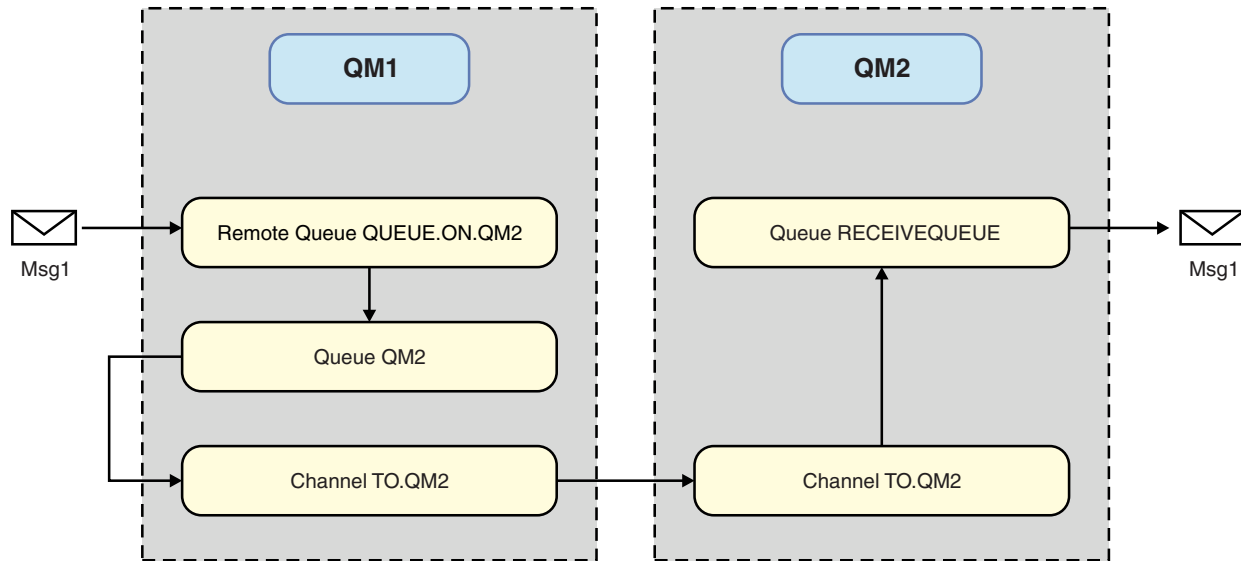 QM1
QM2
Msg1
Remote Queue QUEUE.ON.QM2
Queue QM2
Channel TO.QM2
Queue RECEIVEQUEUE
Channel TO.QM2
Msg1